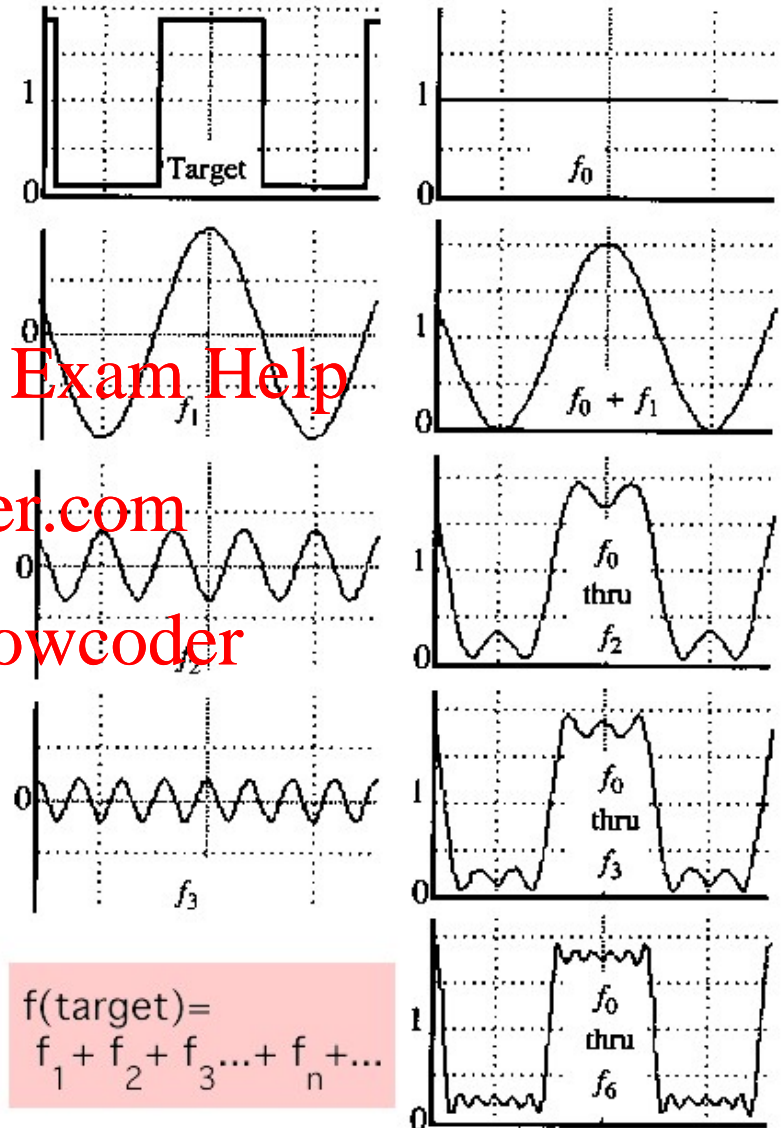 1
0
Target
1
0
f0
0
f1
1
0
f0 + f1
Exam Help
er.com
0
f2
1
0
f0
thru
f2
owcoder
0
f3
1
0
f0
thru
f3
f(target)=
f1+ f2+ f3...+ fn+...
1
0
f0
thru
f6